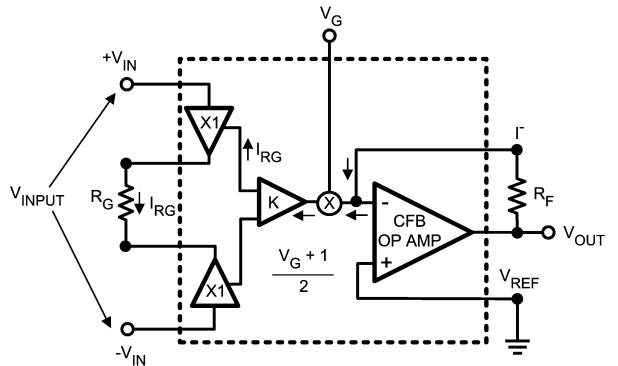 V_G
+V_IN
X1
I_RG
I⁻
V_INPUT
R_G
I_RG
K
X
-
CFB
OP AMP
+
R_F
V_OUT
V_G + 1
2
X1
V_REF
-V_IN